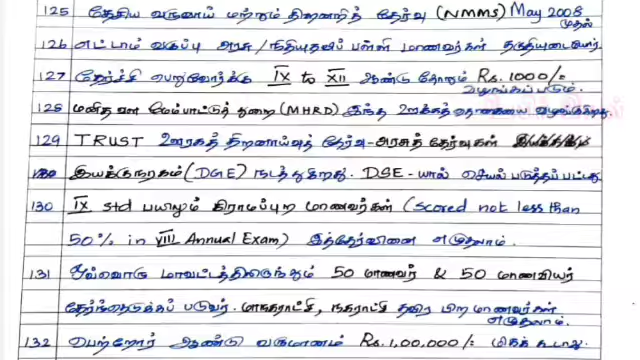 125 தேசிய வருவாய் மற்றும் திறனறித் தேர்வு (NMMS) May 2008 முதல்
126 எட்டாம் வகுப்பு அரசு / நிதியுதவிப் பள்ளி மாணவர்கள் தகுதியுடையோர்.
127 தேர்ச்சி பெறுவோர்க்கு IX to XII ஆண்டு தோறும் Rs.1000/= வழங்கப்படும்.
128 மனித வள மேம்பாட்டுத் துறை (MHRD) இந்த ஊக்கத் தொகையை வழங்குகிறது.
129 TRUST ஊரகத் திறனாய்வுத் தேர்வு - அரசுத் தேர்வுகள்
இயக்குநரகம் (DGE) நடத்துகிறது. DSE-யால் செயல் படுத்தப் பட்டது
130 IX std பயிலும் கிராமப்புற மாணவர்கள் (Scored not less than
50% in VIII Annual Exam) இத்தேர்வினை எழுதலாம்.
131 ஒவ்வொரு மாவட்டத்திலிருந்தும் 50 மாணவர் & 50 மாணவியர்
தேர்ந்தெடுக்கப் படுவர். மாநகராட்சி, நகராட்சி தவிர பிற மாணவர்கள் எழுதலாம்.
132 பெற்றோர் ஆண்டு வருமானம் Rs.1,00,000/= மிகக் கூடாது.